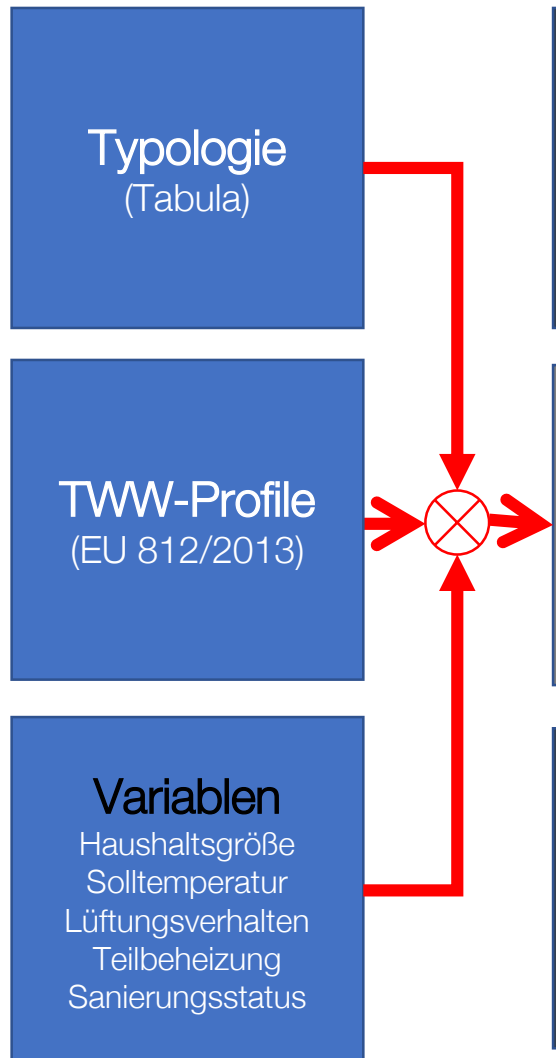 Typologie
(Tabula)
TWW-Profile
(EU 812/2013)
Variablen
Haushaltsgröße
Solltemperatur
Lüftungsverhalten
Teilbeheizung
Sanierungsstatus